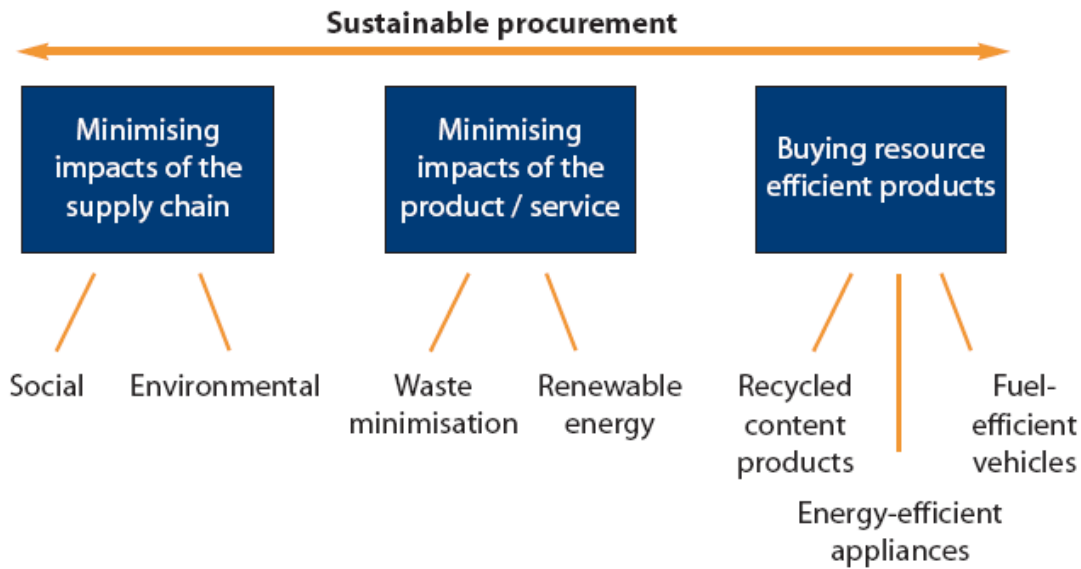 Sustainable procurement
Minimising
impacts of the
supply chain
Minimising
impacts of the
product / service
Buying resource
efficient products
Social
Environmental
Waste
minimisation
Renewable
energy
Recycled
content
products
Energy-efficient
appliances
Fuel-
efficient
vehicles